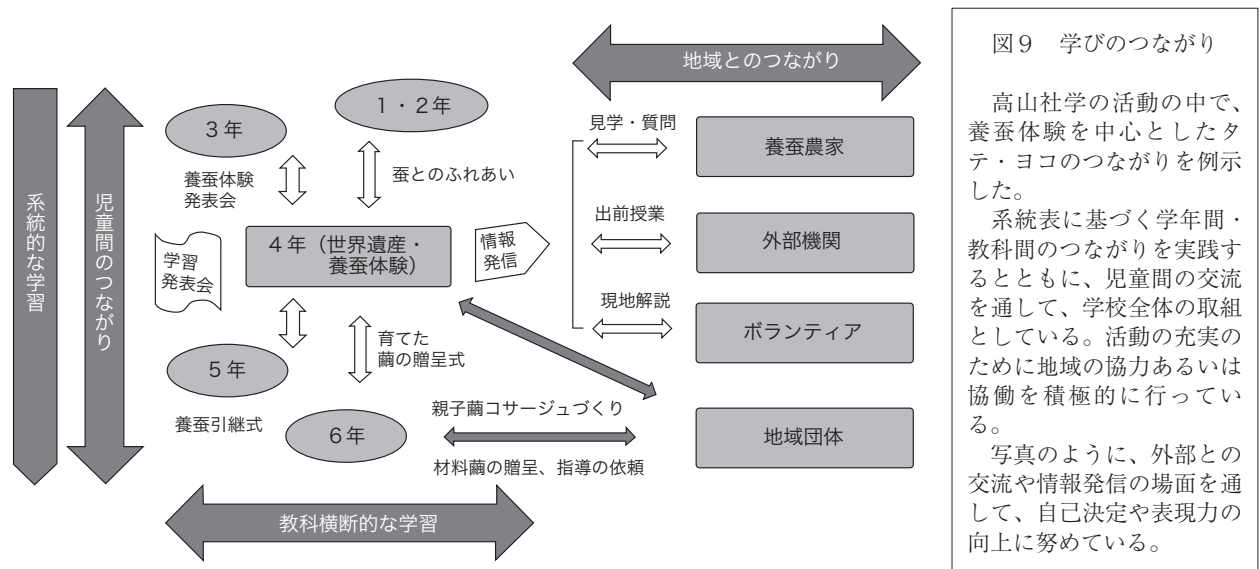 地域とのつながり
系統的な学習
児童間のつながり
3年
1・2年
養蚕体験
発表会
蚕とのふれあい
学習
発表会
4年(世界遺産・
養蚕体験)
情報
発信
5年
養蚕引継式
育てた
繭の贈呈式
6年
見学・質問
養蚕農家
出前授業
外部機関
現地解説
ボランティア
親子繭コサージュづくり
材料繭の贈呈、指導の依頼
地域団体
教科横断的な学習
図9 学びのつながり
高山社学の活動の中で、
養蚕体験を中心としたタ
テ・ヨコのつながりを例示
した。
系統表に基づく学年間・
教科間のつながりを実践す
るとともに、児童間の交流
を通して、学校全体の取組
としている。活動の充実の
ために地域の協力あるいは
協働を積極的に行ってい
る。
写真のように、外部との
交流や情報発信の場面を通
して、自己決定や表現力の
向上に努めている。